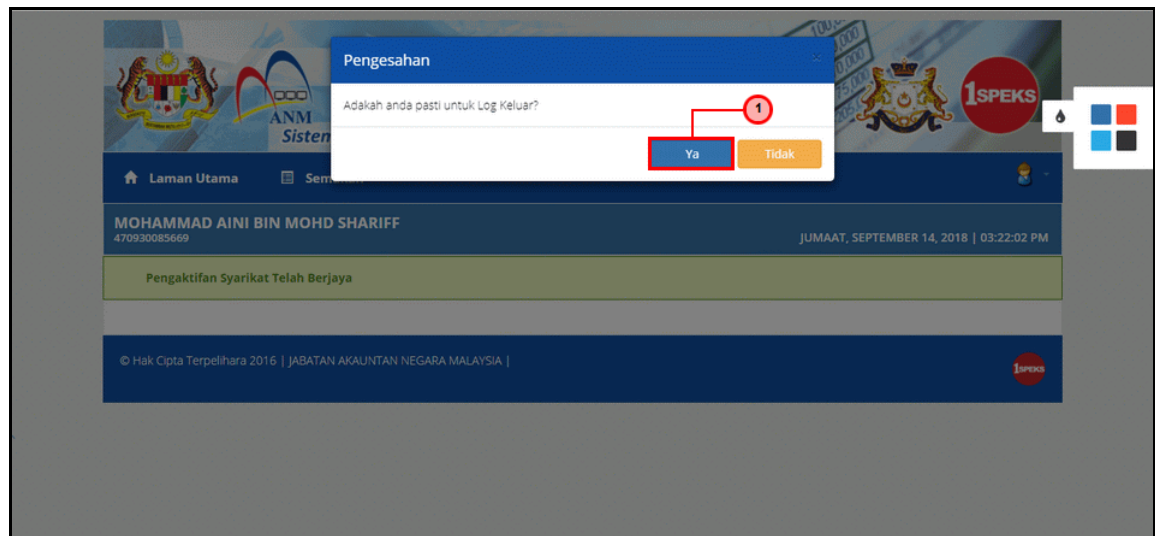 Pengesahan
Adakah anda pasti untuk Log Keluar?
1
Ya
Tidak
ANM
Sisten
1SPEKS
Laman Utama
MOHAMMAD AINI BIN MOHD SHARIFF
470930085669
JUMAAT, SEPTEMBER 14, 2018 | 03:22:02 PM
Pengaktifan Syarikat Telah Berjaya
© Hak Cipta Terpelihara 2016 | JABATAN AKAUNTAN NEGARA MALAYSIA |
1SPEKS